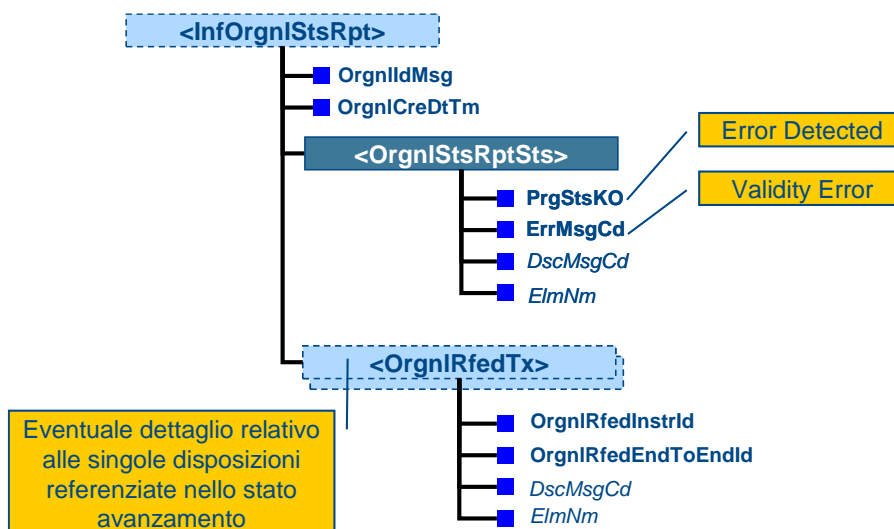 <InfOrgnlStsRpt>
OrgnlIdMsg
OrgnlCreDtTm
Error Detected
<OrgnlStsRptSts>
Validity Error
PrgStsKO
ErrMsgCd
DscMsgCd
ElmNm
<OrgnlRfedTx>
Eventuale dettaglio relativo
alle singole disposizioni
referenziate nello stato
avanzamento
OrgnlRfedInstrId
OrgnlRfedEndToEndId
DscMsgCd
ElmNm